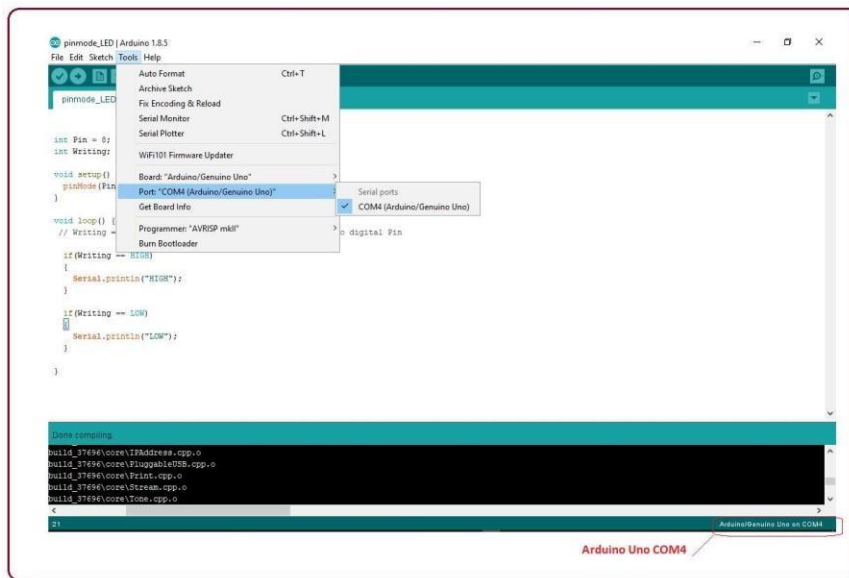 pinmode_LED | Arduino 1.8.5
File Edit Sketch Tools Help
pinmode_LED
Auto Format Ctrl+T
Archive Sketch
Fix Encoding & Reload
Serial Monitor Ctrl+Shift+M
Serial Plotter Ctrl+Shift+L
WiFi101 Firmware Updater
Board: "Arduino/Genuino Uno"
Port: "COM4 (Arduino/Genuino Uno)"
Get Board Info
Programmer: "AVRISP mkII"
Burn Bootloader
Serial ports
COM4 (Arduino/Genuino Uno)
int Pin = 8;
int Writing;
void setup()
pinMode(Pin
}
void loop() {
// Writing = o digital Pin
if(Writing == HIGH)
{
Serial.println("HIGH");
}
if(Writing == LOW)
{
Serial.println("LOW");
}
}
Done compiling.
build_37696\core\IPAddress.cpp.o
build_37696\core\PluggableUSB.cpp.o
build_37696\core\Print.cpp.o
build_37696\core\Stream.cpp.o
build_37696\core\Tone.cpp.o
21 Arduino/Genuino Uno on COM4
Arduino Uno COM4